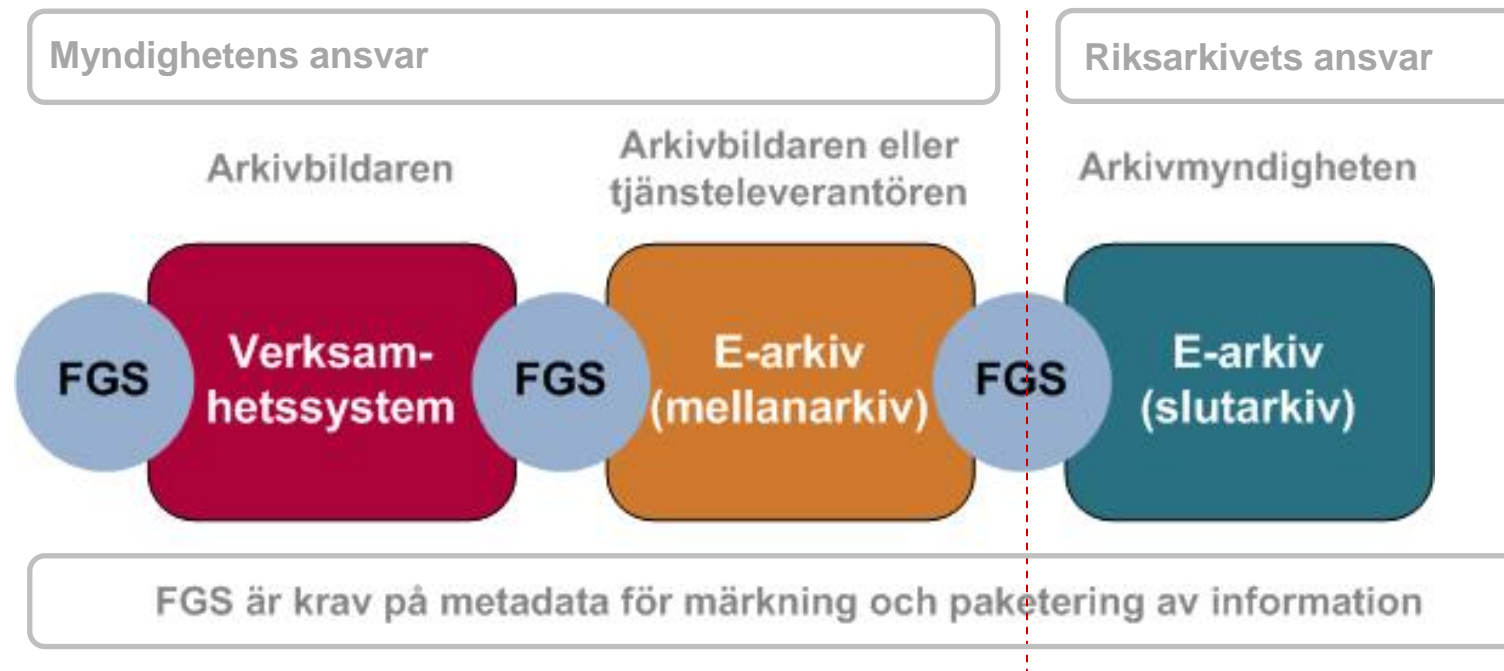 Myndighetens ansvar
Riksarkivets ansvar
Arkivbildaren
Arkivbildaren eller
tjänsteleverantören
Arkivmyndigheten
FGS
Verksam-
hetssystem
FGS
E-arkiv
(mellanarkiv)
FGS
E-arkiv
(slutarkiv)
FGS är krav på metadata för märkning och paketering av information